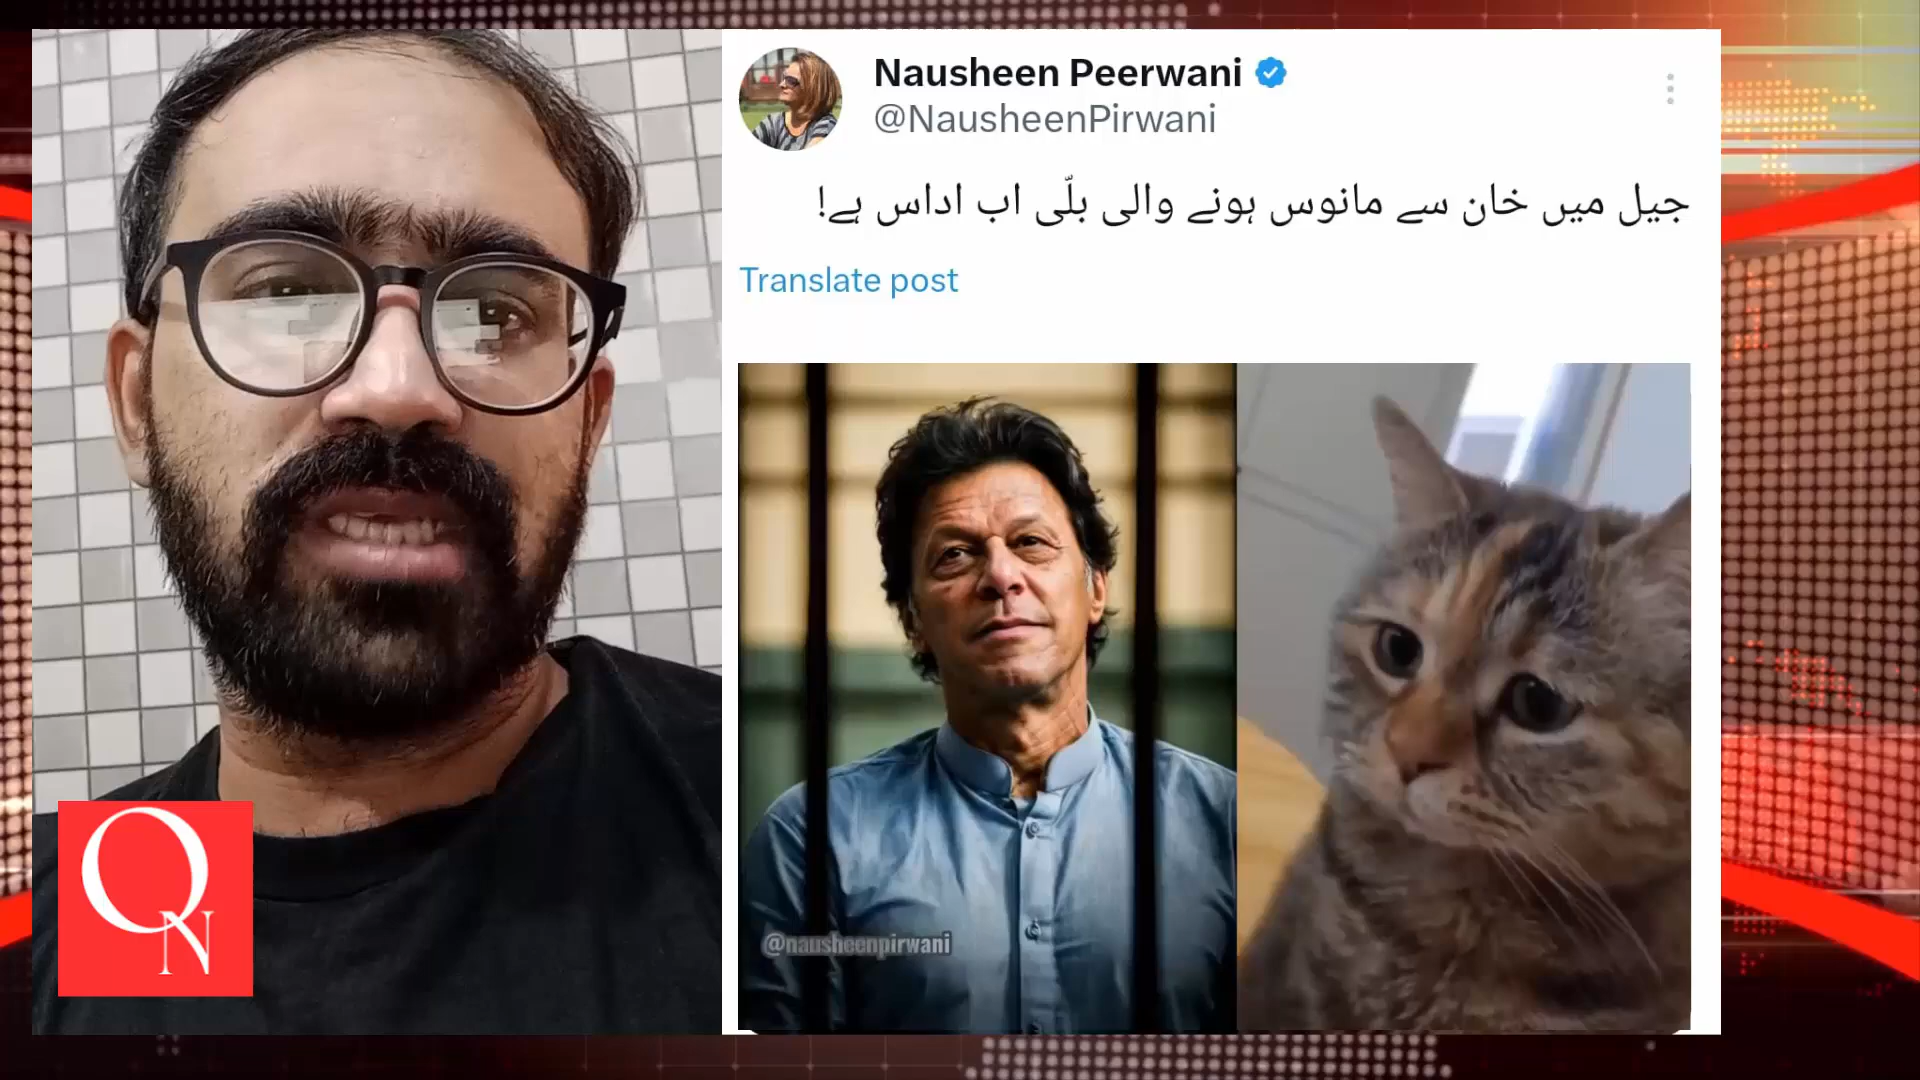 Nausheen Peerwani
@NausheenPirwani
جیل میں خان سے مانوس ہونے والی بلّی اب اداس ہے!
Translate post
@nausheenpirwani
QN